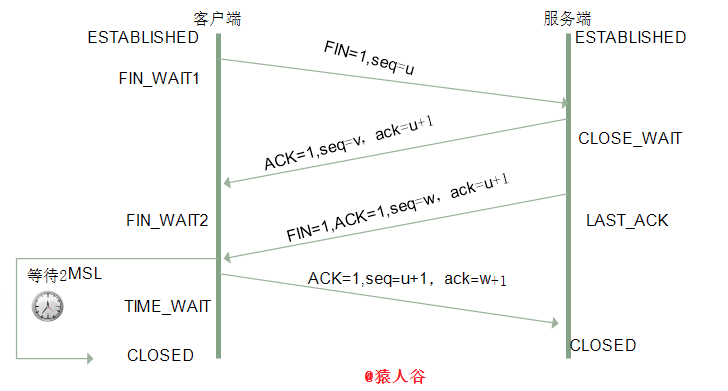 客户端
服务端
ESTABLISHED
ESTABLISHED
FIN=1,seq=u
FIN_WAIT1
ACK=1,seq=v，ack=u+1
CLOSE_WAIT
FIN=1,ACK=1,seq=w，ack=u+1
FIN_WAIT2
LAST_ACK
等待2MSL
ACK=1,seq=u+1，ack=w+1
TIME_WAIT
CLOSED
CLOSED
@猿人谷